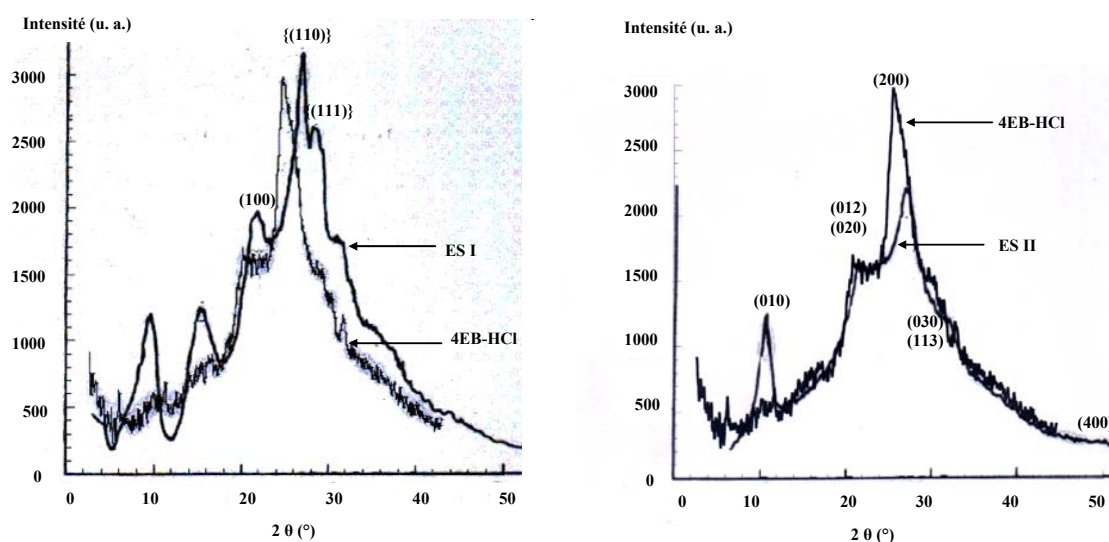 Intensité (u. a.)
{(110)}
3000
{(111)}
2500
2000
(100)
ES I
1500
4EB-HCl
1000
500
0
0 10 20 30 40 50
2 θ (°)
Intensité (u. a.)
(200)
3000
4EB-HCl
2500
(012)
2000
(020)
ES II
1500
(010)
(030)
1000
(113)
500
(400)
0
0 10 20 30 40 50
2 θ (°)